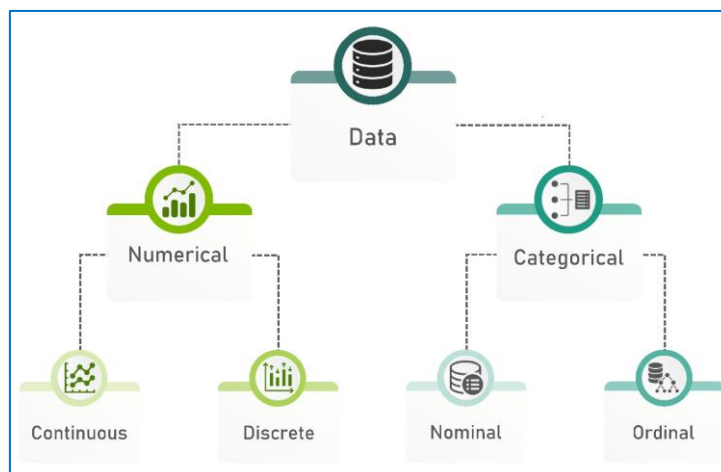 Data
Numerical
Categorical
Continuous
Discrete
Nominal
Ordinal